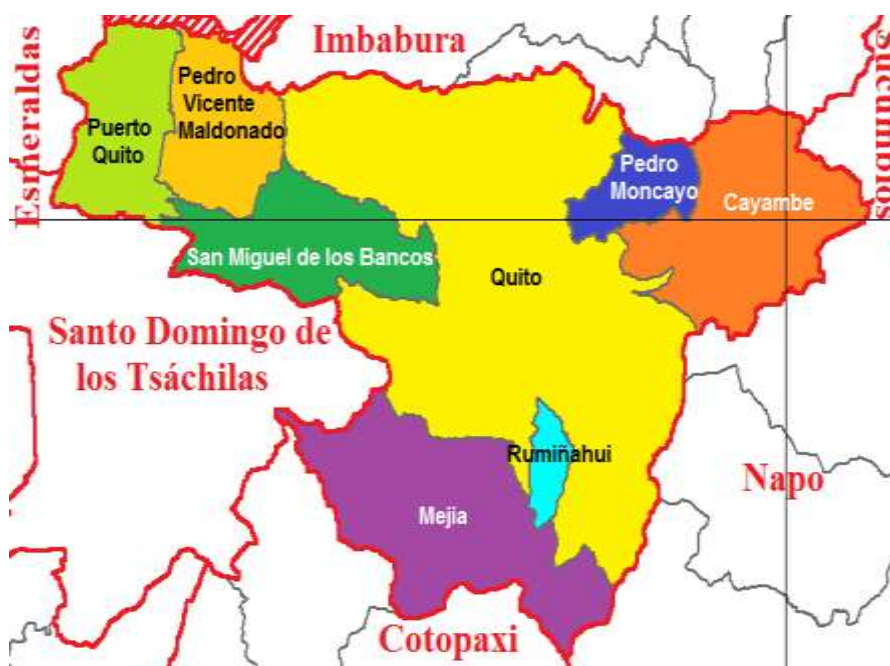 Imbabura
Esmeraldas
Sucumbíos
Pedro
Vicente
Maldonado
Puerto
Quito
Pedro
Moncayo
Cayambe
San Miguel de los Bancos
Quito
Santo Domingo de
los Tsáchilas
Rumiñahui
Napo
Mejia
Cotopaxi